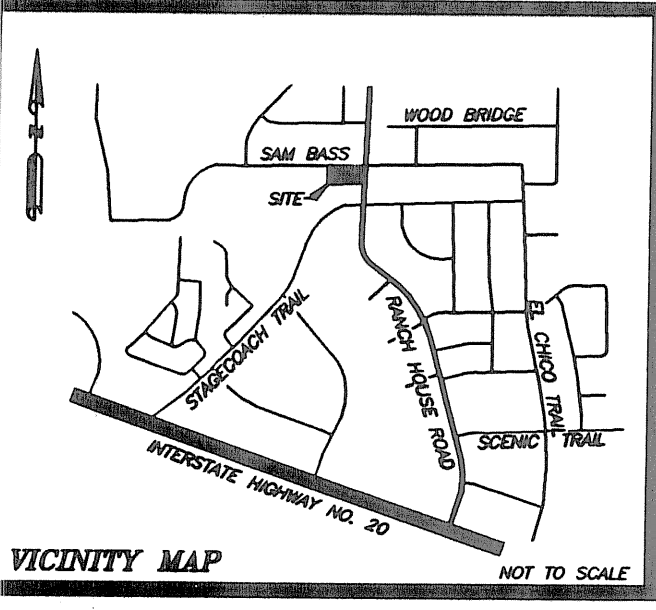 N
WOOD BRIDGE
SAM BASS
SITE
STAGECOACH TRAIL
RANCH HOUSE ROAD
EL CHICO TRAIL
SCENIC TRAIL
INTERSTATE HIGHWAY NO. 20
VICINITY MAP
NOT TO SCALE